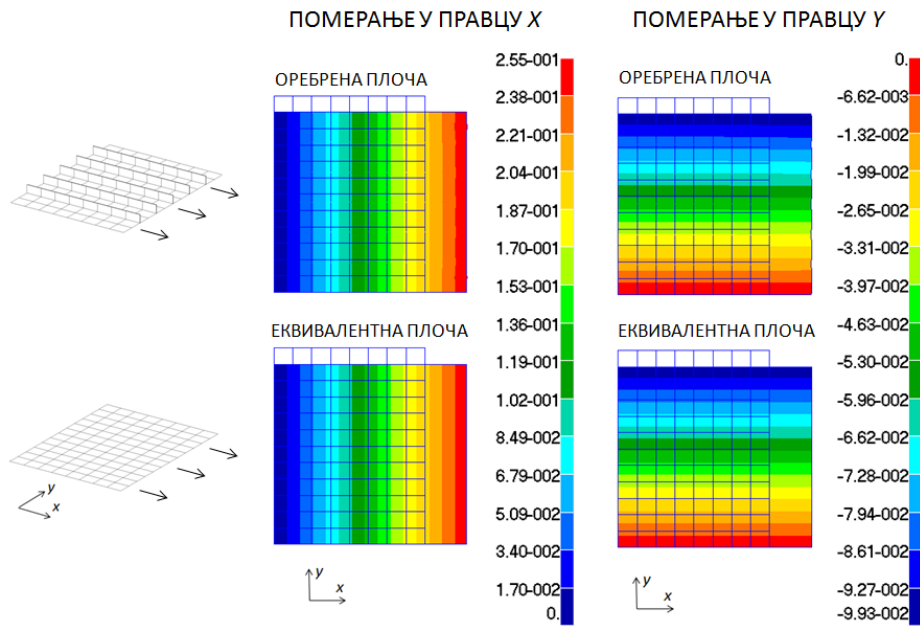 ПОМЕРАЊЕ У ПРАВЦУ X
ПОМЕРАЊЕ У ПРАВЦУ Y
ОРЕБРЕНА ПЛОЧА
2.55-001
2.38-001
2.21-001
2.04-001
1.87-001
1.70-001
1.53-001
1.36-001
1.19-001
1.02-001
8.49-002
6.79-002
5.09-002
3.40-002
1.70-002
0.
ОРЕБРЕНА ПЛОЧА
0.
-6.62-003
-1.32-002
-1.99-002
-2.65-002
-3.31-002
-3.97-002
-4.63-002
-5.30-002
-5.96-002
-6.62-002
-7.28-002
-7.94-002
-8.61-002
-9.27-002
-9.93-002
ЕКВИВАЛЕНТНА ПЛОЧА
ЕКВИВАЛЕНТНА ПЛОЧА
y
x
y
x
y
x